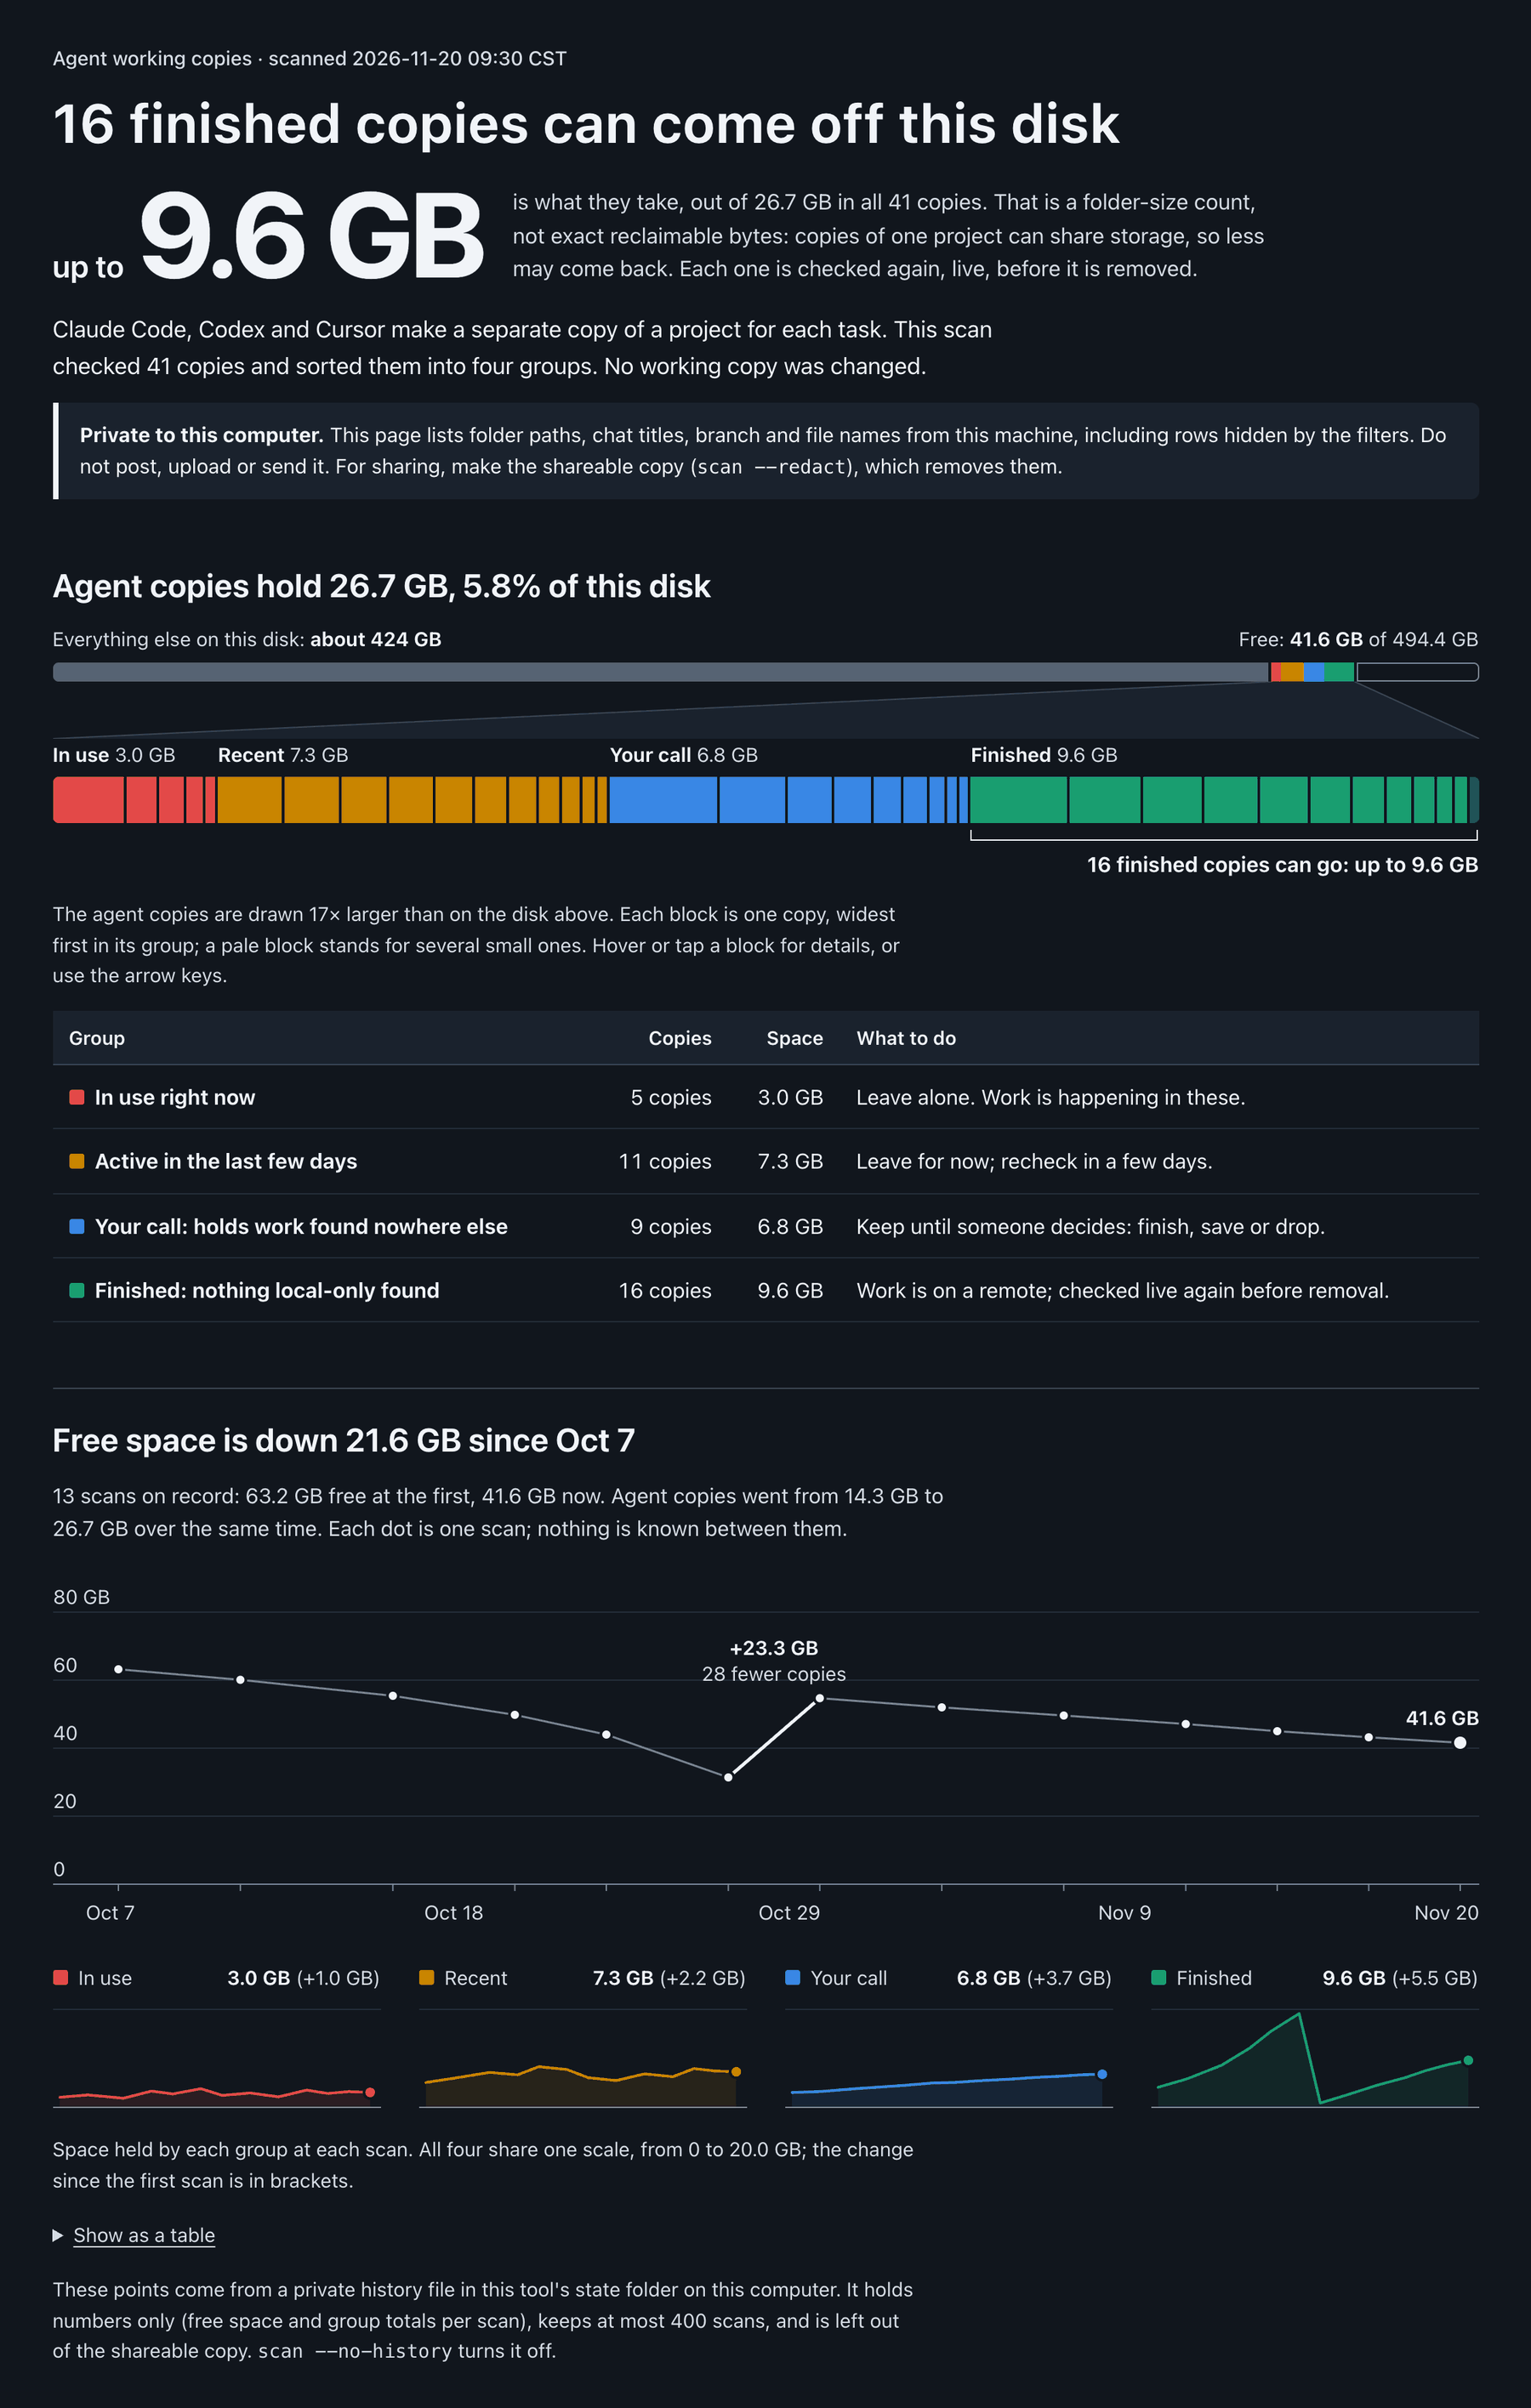 Agent working copies · scanned 2026-11-20 09:30 CST
16 finished copies can come off this disk
up to 9.6 GB
is what they take, out of 26.7 GB in all 41 copies. That is a folder-size count,
not exact reclaimable bytes: copies of one project can share storage, so less
may come back. Each one is checked again, live, before it is removed.
Claude Code, Codex and Cursor make a separate copy of a project for each task. This scan
checked 41 copies and sorted them into four groups. No working copy was changed.
Private to this computer. This page lists folder paths, chat titles, branch and file names from this machine, including rows hidden by the filters. Do
not post, upload or send it. For sharing, make the shareable copy (scan --redact), which removes them.
Agent copies hold 26.7 GB, 5.8% of this disk
Everything else on this disk: about 424 GB
Free: 41.6 GB of 494.4 GB
In use 3.0 GB
Recent 7.3 GB
Your call 6.8 GB
Finished 9.6 GB
16 finished copies can go: up to 9.6 GB
The agent copies are drawn 17× larger than on the disk above. Each block is one copy, widest
first in its group; a pale block stands for several small ones. Hover or tap a block for details, or
use the arrow keys.
Group Copies Space What to do
In use right now 5 copies 3.0 GB Leave alone. Work is happening in these.
Active in the last few days 11 copies 7.3 GB Leave for now; recheck in a few days.
Your call: holds work found nowhere else 9 copies 6.8 GB Keep until someone decides: finish, save or drop.
Finished: nothing local-only found 16 copies 9.6 GB Work is on a remote; checked live again before removal.
Free space is down 21.6 GB since Oct 7
13 scans on record: 63.2 GB free at the first, 41.6 GB now. Agent copies went from 14.3 GB to
26.7 GB over the same time. Each dot is one scan; nothing is known between them.
80 GB
+23.3 GB
28 fewer copies
60
41.6 GB
40
20
0
Oct 7
Oct 18
Oct 29
Nov 9
Nov 20
In use 3.0 GB (+1.0 GB)
Recent 7.3 GB (+2.2 GB)
Your call 6.8 GB (+3.7 GB)
Finished 9.6 GB (+5.5 GB)
Space held by each group at each scan. All four share one scale, from 0 to 20.0 GB; the change
since the first scan is in brackets.
Show as a table
These points come from a private history file in this tool's state folder on this computer. It holds
numbers only (free space and group totals per scan), keeps at most 400 scans, and is left out
of the shareable copy. scan --no-history turns it off.